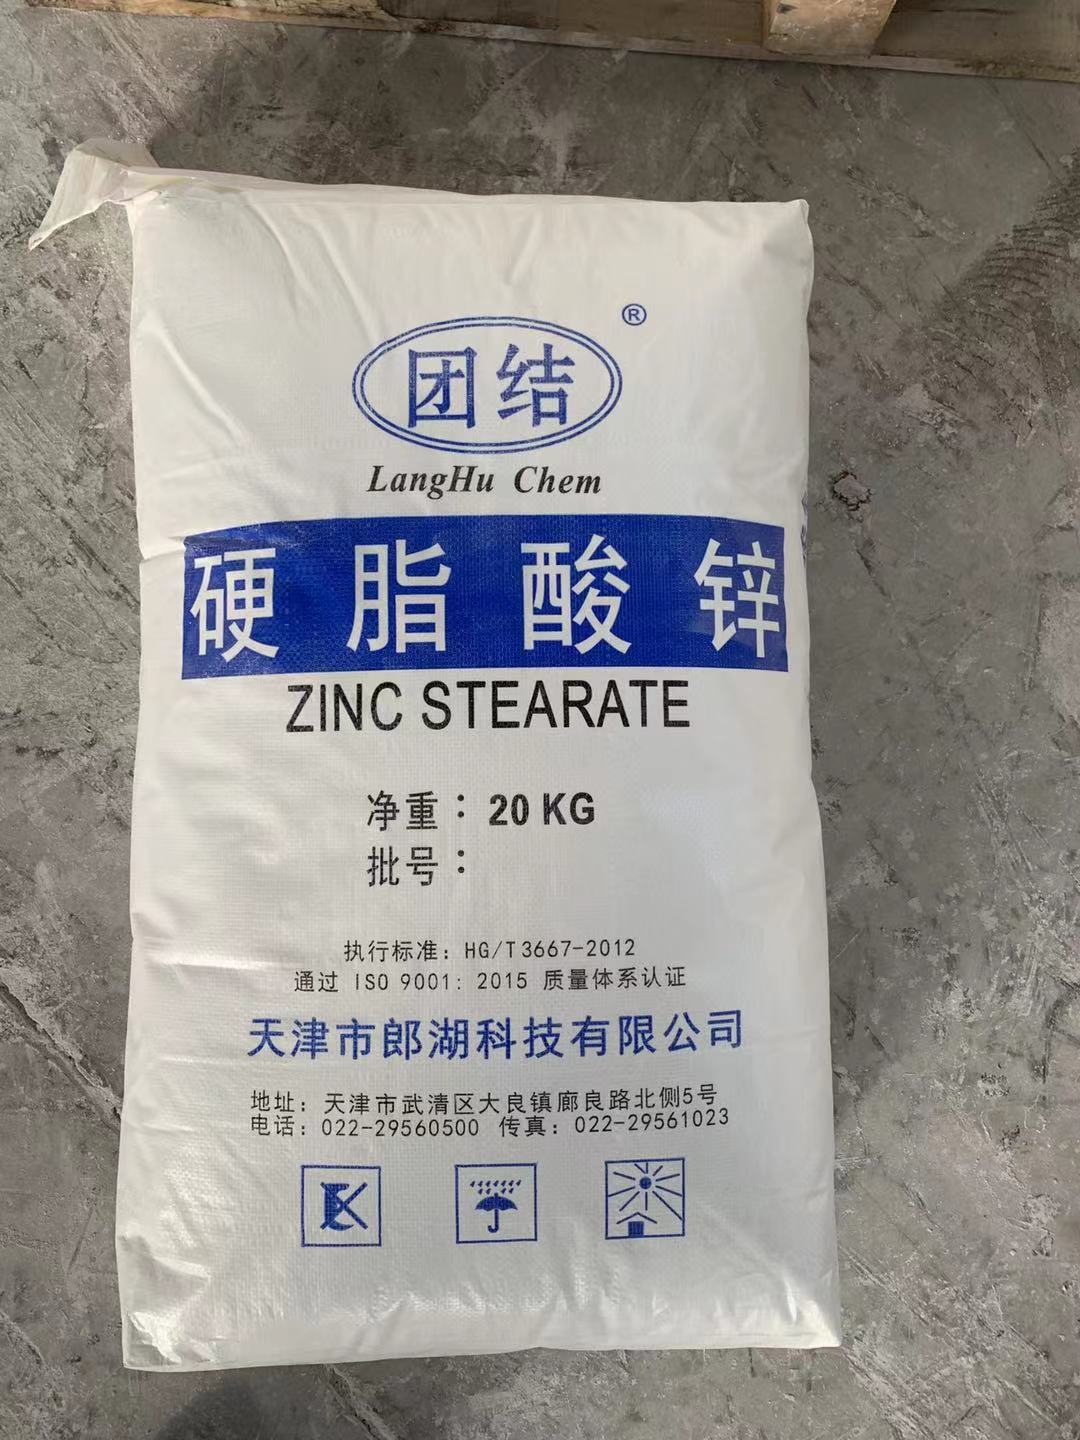 团结®
LangHu Chem
硬脂酸锌
ZINC STEARATE
净重：20 KG
批号：
执行标准：HG/T3667-2012
通过 ISO 9001：2015 质量体系认证
天津市郎湖科技有限公司
地址：天津市武清区大良镇廊良路北侧5号
电话：022-29560500 传真：022-29561023